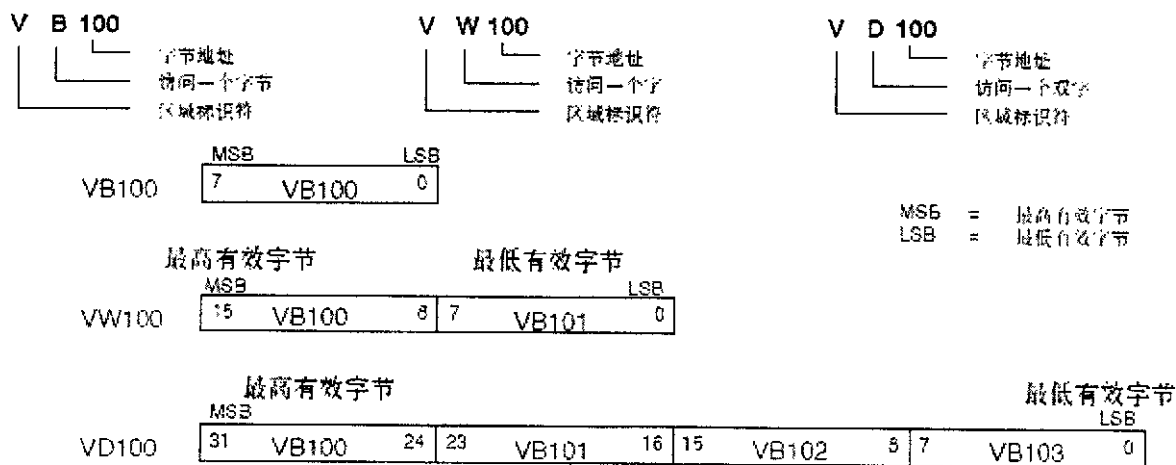 V B 100
字节地址
访问一个字节
区域标识符
V W 100
字节地址
访问一个字
区域标识符
V D 100
字节地址
访问一个双字
区域标识符
MSB LSB
VB100 7 VB100 0
MSB = 最高有效字节
LSB = 最低有效字节
最高有效字节 最低有效字节
MSB LSB
VW100 15 VB100 8 7 VB101 0
最高有效字节 最低有效字节
MSB LSB
VD100 31 VB100 24 23 VB101 16 15 VB102 8 7 VB103 0